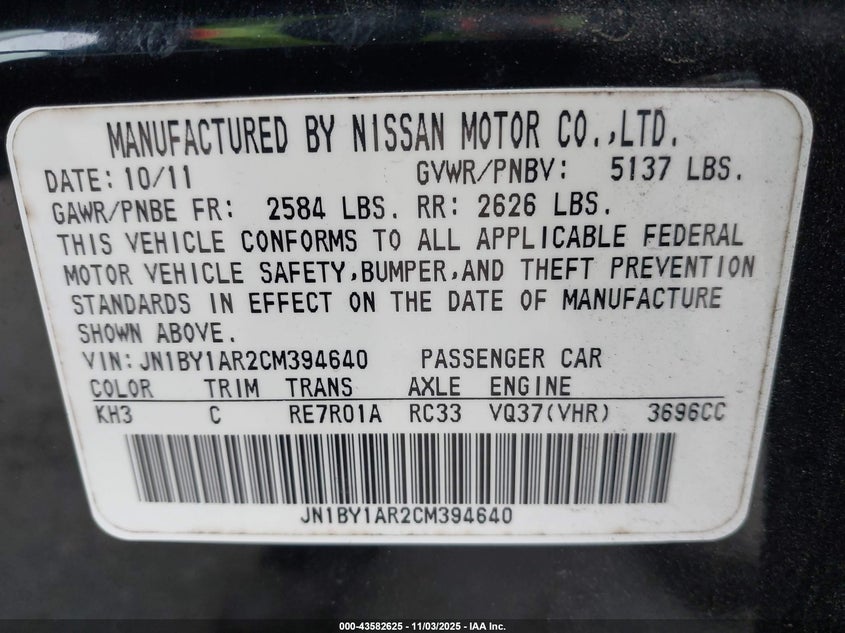 MANUFACTURED BY NISSAN MOTOR CO.,LTD.
DATE: 10/11 GVWR/PNBV: 5137 LBS.
GAWR/PNBE FR: 2584 LBS. RR: 2626 LBS.
THIS VEHICLE CONFORMS TO ALL APPLICABLE FEDERAL
MOTOR VEHICLE SAFETY,BUMPER,AND THEFT PREVENTION
STANDARDS IN EFFECT ON THE DATE OF MANUFACTURE
SHOWN ABOVE.
VIN:JN1BY1AR2CM394640 PASSENGER CAR
COLOR TRIM TRANS AXLE ENGINE
KH3 C RE7R01A RC33 VQ37(VHR) 3696CC
JN1BY1AR2CM394640
000-43582625 - 11/03/2025 - IAA Inc.